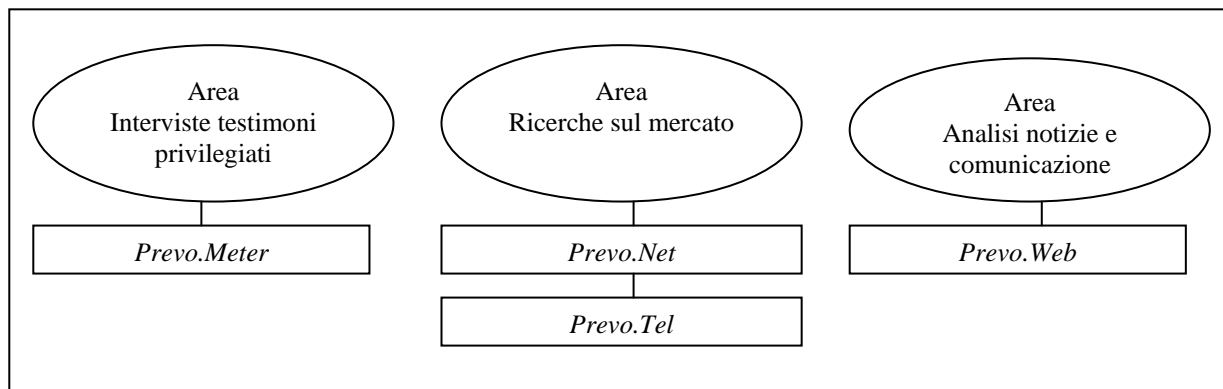 Area
Interviste testimoni
privilegiati
Prevo.Meter
Area
Ricerche sul mercato
Prevo.Net
Prevo.Tel
Area
Analisi notizie e
comunicazione
Prevo.Web